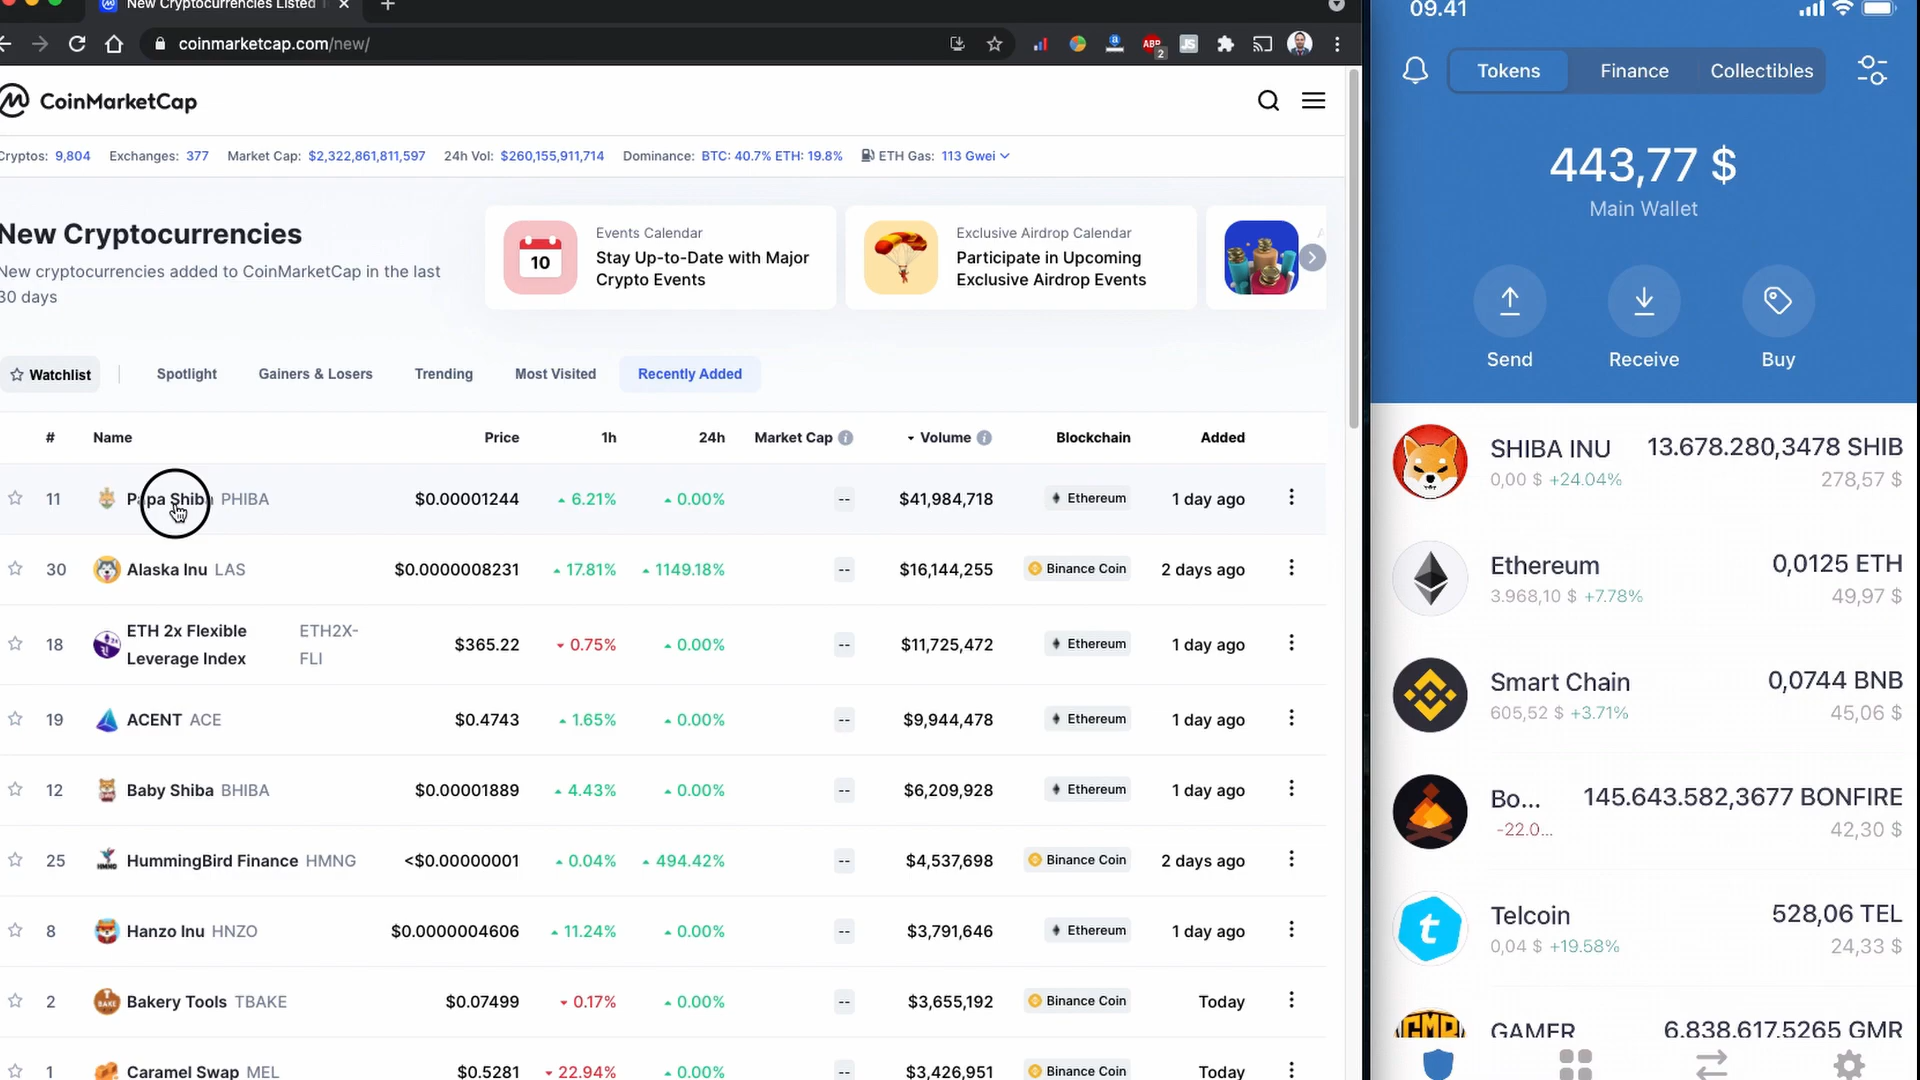 New Cryptocurrencies Listed
coinmarketcap.com/new/
ABP
2
JS
CoinMarketCap
Cryptos: 9,804 Exchanges: 377 Market Cap: $2,322,861,811,597 24h Vol: $260,155,911,714 Dominance: BTC: 40.7% ETH: 19.8% ETH Gas: 113 Gwei
New Cryptocurrencies
New cryptocurrencies added to CoinMarketCap in the last
30 days
10
Events Calendar
Stay Up-to-Date with Major
Crypto Events
Exclusive Airdrop Calendar
Participate in Upcoming
Exclusive Airdrop Events
Watchlist Spotlight Gainers & Losers Trending Most Visited Recently Added
# Name Price 1h 24h Market Cap Volume Blockchain Added
11 Papa Shiba PHIBA $0.00001244 6.21% 0.00% -- $41,984,718 Ethereum 1 day ago
30 Alaska Inu LAS $0.0000008231 17.81% 1149.18% -- $16,144,255 Binance Coin 2 days ago
18 ETH 2x Flexible Leverage Index ETH2X-FLI $365.22 0.75% 0.00% -- $11,725,472 Ethereum 1 day ago
19 ACENT ACE $0.4743 1.65% 0.00% -- $9,944,478 Ethereum 1 day ago
12 Baby Shiba BHIBA $0.00001889 4.43% 0.00% -- $6,209,928 Ethereum 1 day ago
25 HummingBird Finance HMNG <$0.00000001 0.04% 494.42% -- $4,537,698 Binance Coin 2 days ago
8 Hanzo Inu HNZO $0.0000004606 11.24% 0.00% -- $3,791,646 Ethereum 1 day ago
2 Bakery Tools TBAKE $0.07499 0.17% 0.00% -- $3,655,192 Binance Coin Today
1 Caramel Swap MEL $0.5281 22.94% 0.00% -- $3,426,951 Binance Coin Today
09.41
Tokens Finance Collectibles
443,77 $
Main Wallet
Send Receive Buy
SHIBA INU 13.678.280,3478 SHIB
0,00 $ +24.04% 278,57 $
Ethereum 0,0125 ETH
3.968,10 $ +7.78% 49,97 $
Smart Chain 0,0744 BNB
605,52 $ +3.71% 45,06 $
Bo... 145.643.582,3677 BONFIRE
-22.0... 42,30 $
Telcoin 528,06 TEL
0,04 $ +19.58% 24,33 $
GAMER 6.838.617,5265 GMR